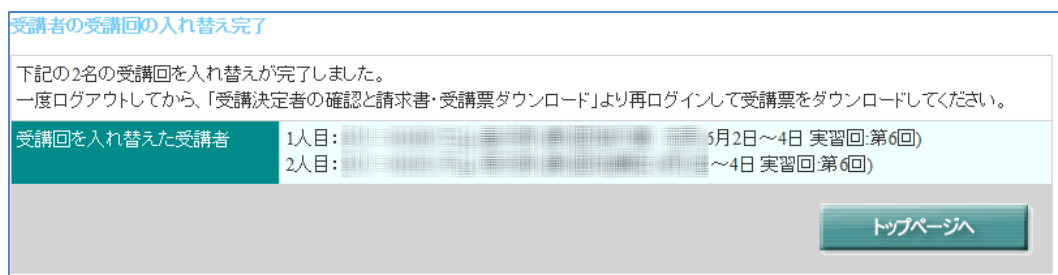 受講者の受講回の入れ替え完了
下記の2名の受講回を入れ替えが完了しました。
一度ログアウトしてから、「受講決定者の確認と請求書・受講票ダウンロード」より再ログインして受講票をダウンロードしてください。
受講回を入れ替えた受講者
1人目： 6月2日～4日 実習回:第6回)
2人目： ～4日 実習回:第6回)
トップページへ